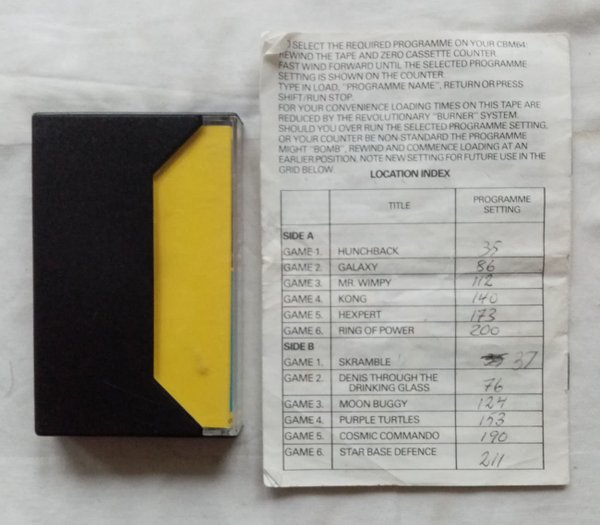 TO SELECT THE REQUIRED PROGRAMME ON YOUR CBM64:
REWIND THE TAPE AND ZERO CASSETTE COUNTER.
FAST WIND FORWARD UNTIL THE SELECTED PROGRAMME
SETTING IS SHOWN ON THE COUNTER.
TYPE IN LOAD, "PROGRAMME NAME", RETURN OR PRESS
SHIFT/RUN STOP.
FOR YOUR CONVENIENCE LOADING TIMES ON THIS TAPE ARE
REDUCED BY THE REVOLUTIONARY "BURNER" SYSTEM.
SHOULD YOU OVER RUN THE SELECTED PROGRAMME SETTING,
OR YOUR COUNTER BE NON-STANDARD THE PROGRAMME
MIGHT "BOMB", REWIND AND COMMENCE LOADING AT AN
EARLIER POSITION. NOTE NEW SETTING FOR FUTURE USE IN THE
GRID BELOW.
LOCATION INDEX
TITLE PROGRAMME SETTING
SIDE A
GAME 1. HUNCHBACK 35
GAME 2. GALAXY 86
GAME 3. MR. WIMPY 112
GAME 4. KONG 140
GAME 5. HEXPERT 173
GAME 6. RING OF POWER 200
SIDE B
GAME 1. SKRAMBLE 37
GAME 2. DENIS THROUGH THE
DRINKING GLASS 76
GAME 3. MOON BUGGY 124
GAME 4. PURPLE TURTLES 153
GAME 5. COSMIC COMMANDO 190
GAME 6. STAR BASE DEFENCE 211